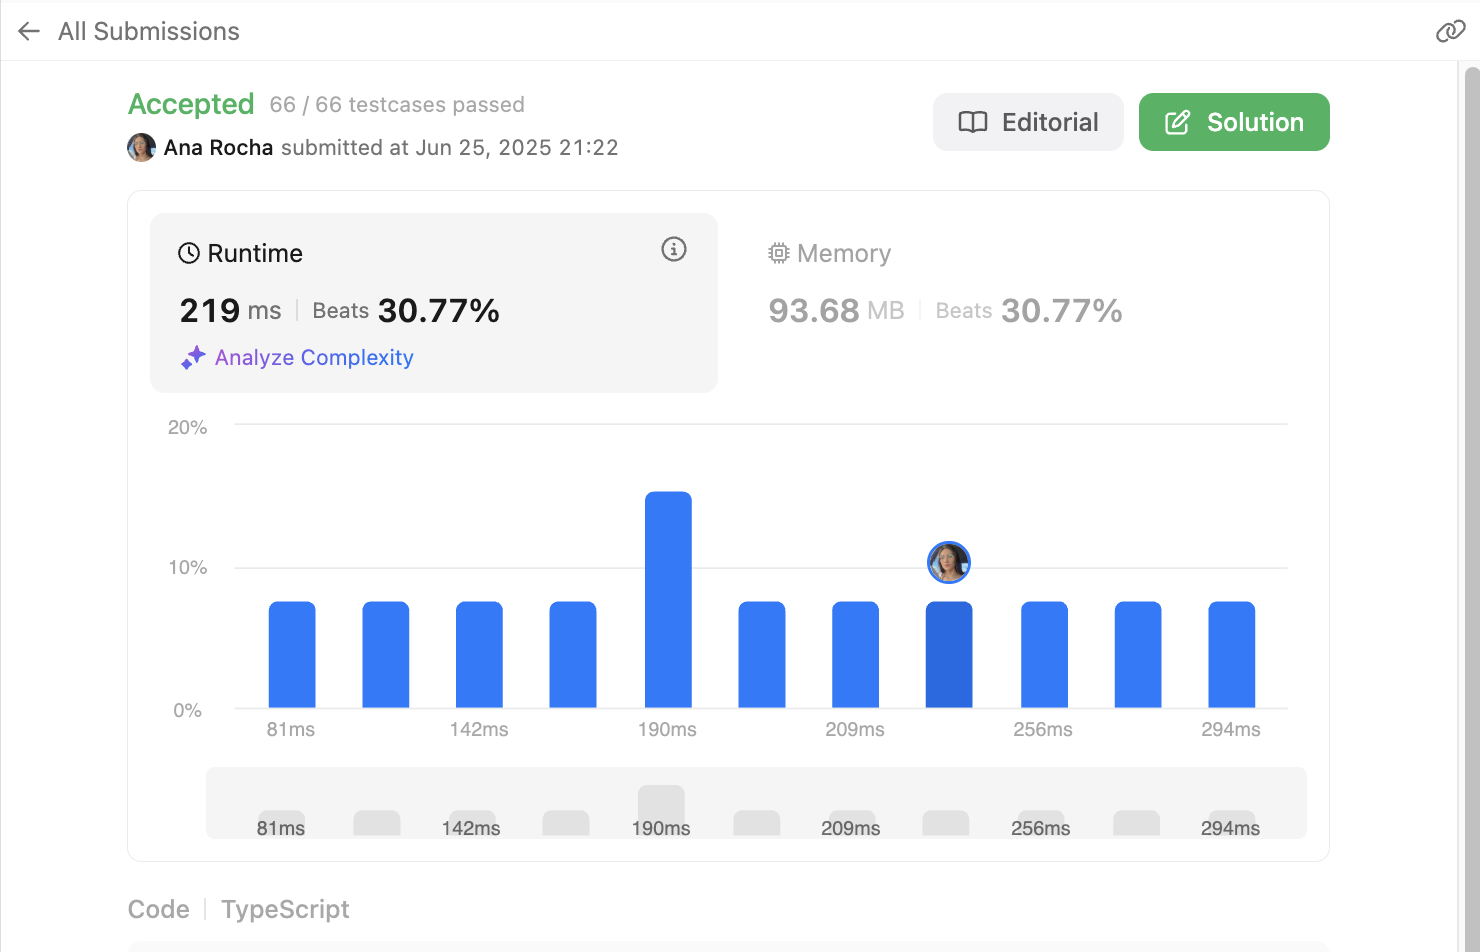 All Submissions
Accepted 66 / 66 testcases passed
Ana Rocha submitted at Jun 25, 2025 21:22
Editorial
Solution
Runtime
219 ms Beats 30.77%
Analyze Complexity
Memory
93.68 MB Beats 30.77%
20%
10%
0%
81ms 142ms 190ms 209ms 256ms 294ms
81ms 142ms 190ms 209ms 256ms 294ms
Code TypeScript